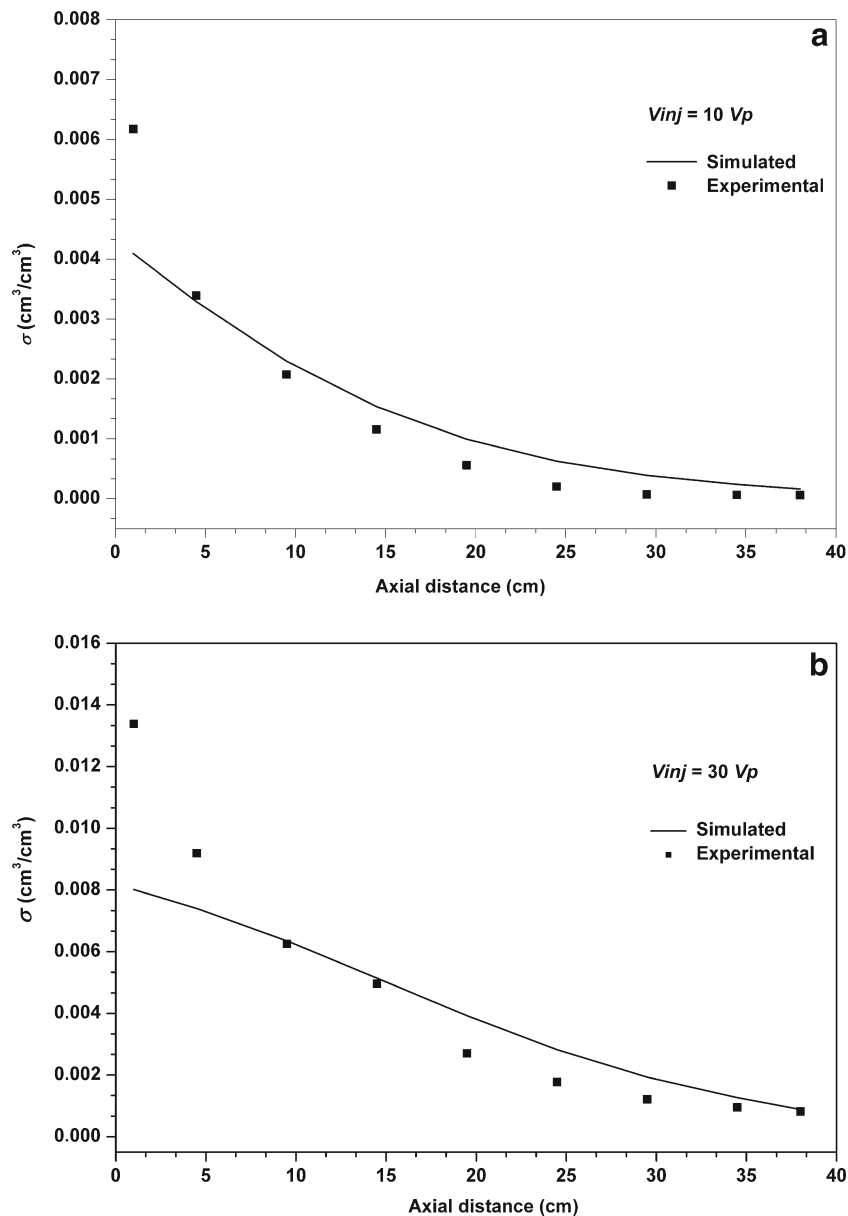 a
0.008
0.007
0.006
0.005
0.004
0.003
0.002
0.001
0.000
σ (cm³/cm³)
Vinj = 10 Vp
Simulated
Experimental
0 5 10 15 20 25 30 35 40
Axial distance (cm)
b
0.016
0.014
0.012
0.010
0.008
0.006
0.004
0.002
0.000
σ (cm³/cm³)
Vinj = 30 Vp
Simulated
Experimental
0 5 10 15 20 25 30 35 40
Axial distance (cm)